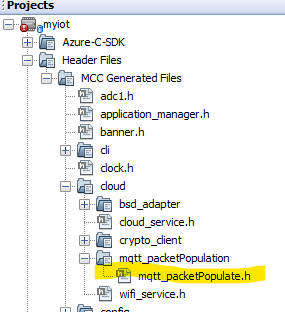 Projects
myiot
Azure-C-SDK
Header Files
MCC Generated Files
adc1.h
application_manager.h
banner.h
cli
clock.h
cloud
bsd_adapter
cloud_service.h
crypto_client
mqtt_packetPopulation
mqtt_packetPopulate.h
wifi_service.h
config